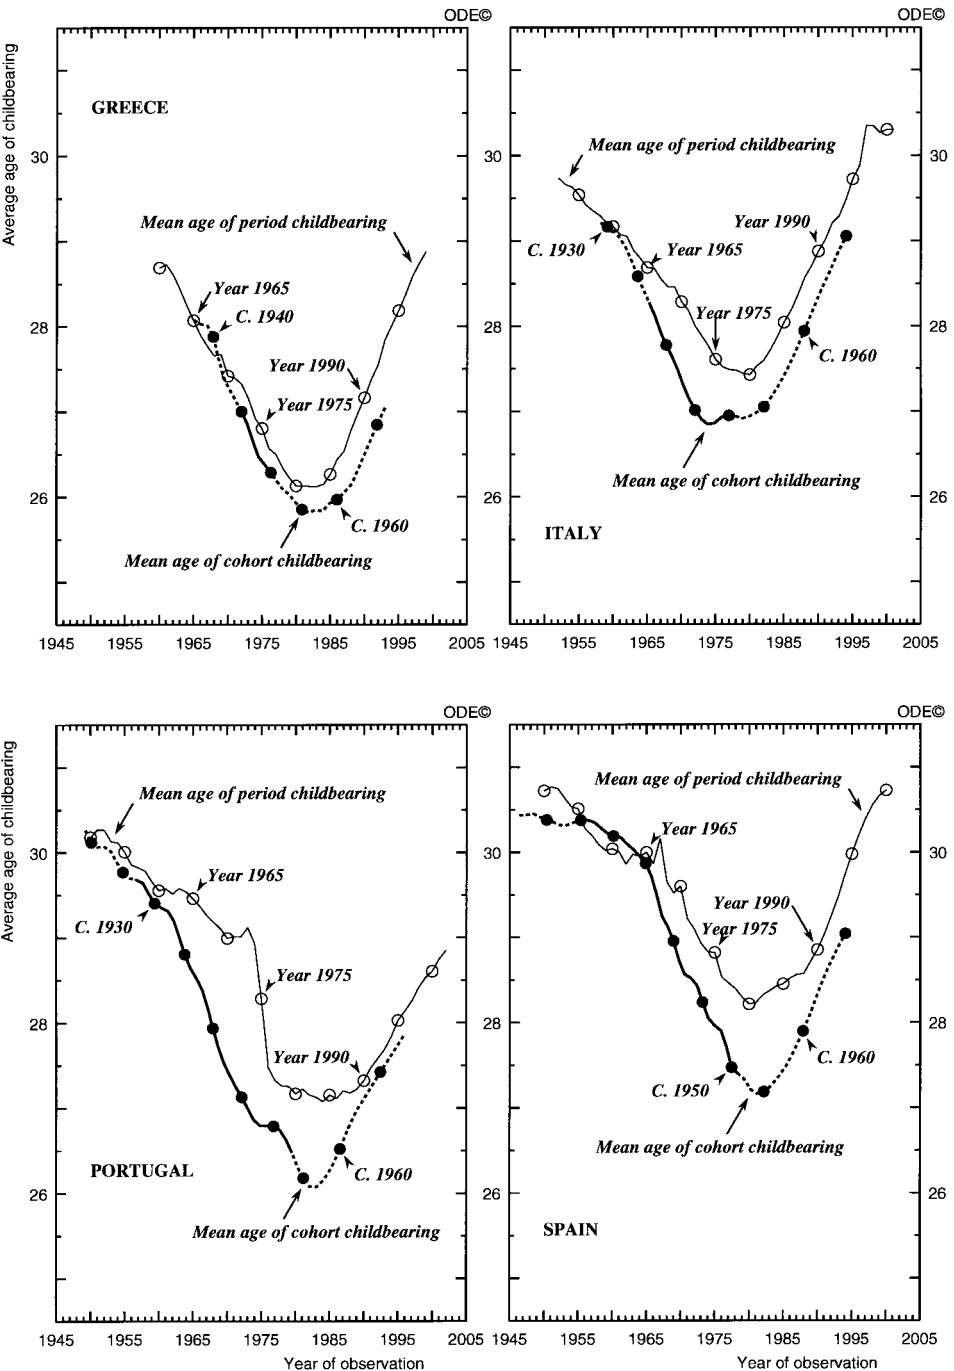 ODE©
ODE©
Average age of childbearing
GREECE
30
28
26
Mean age of period childbearing
Year 1965
C. 1940
Year 1990
Year 1975
C. 1960
Mean age of cohort childbearing
1945 1955 1965 1975 1985 1995 2005
Mean age of period childbearing
30
C. 1930
Year 1965
Year 1990
Year 1975
28
C. 1960
Mean age of cohort childbearing
26
ITALY
1945 1955 1965 1975 1985 1995 2005
ODE©
ODE©
Average age of childbearing
Mean age of period childbearing
30
Year 1965
C. 1930
Year 1975
28
Year 1990
PORTUGAL
C. 1960
26
Mean age of cohort childbearing
1945 1955 1965 1975 1985 1995 2005
Year of observation
Mean age of period childbearing
Year 1965
30
30
Year 1990
Year 1975
28
28
C. 1960
C. 1950
Mean age of cohort childbearing
26
26
SPAIN
1945 1955 1965 1975 1985 1995 2005
Year of observation